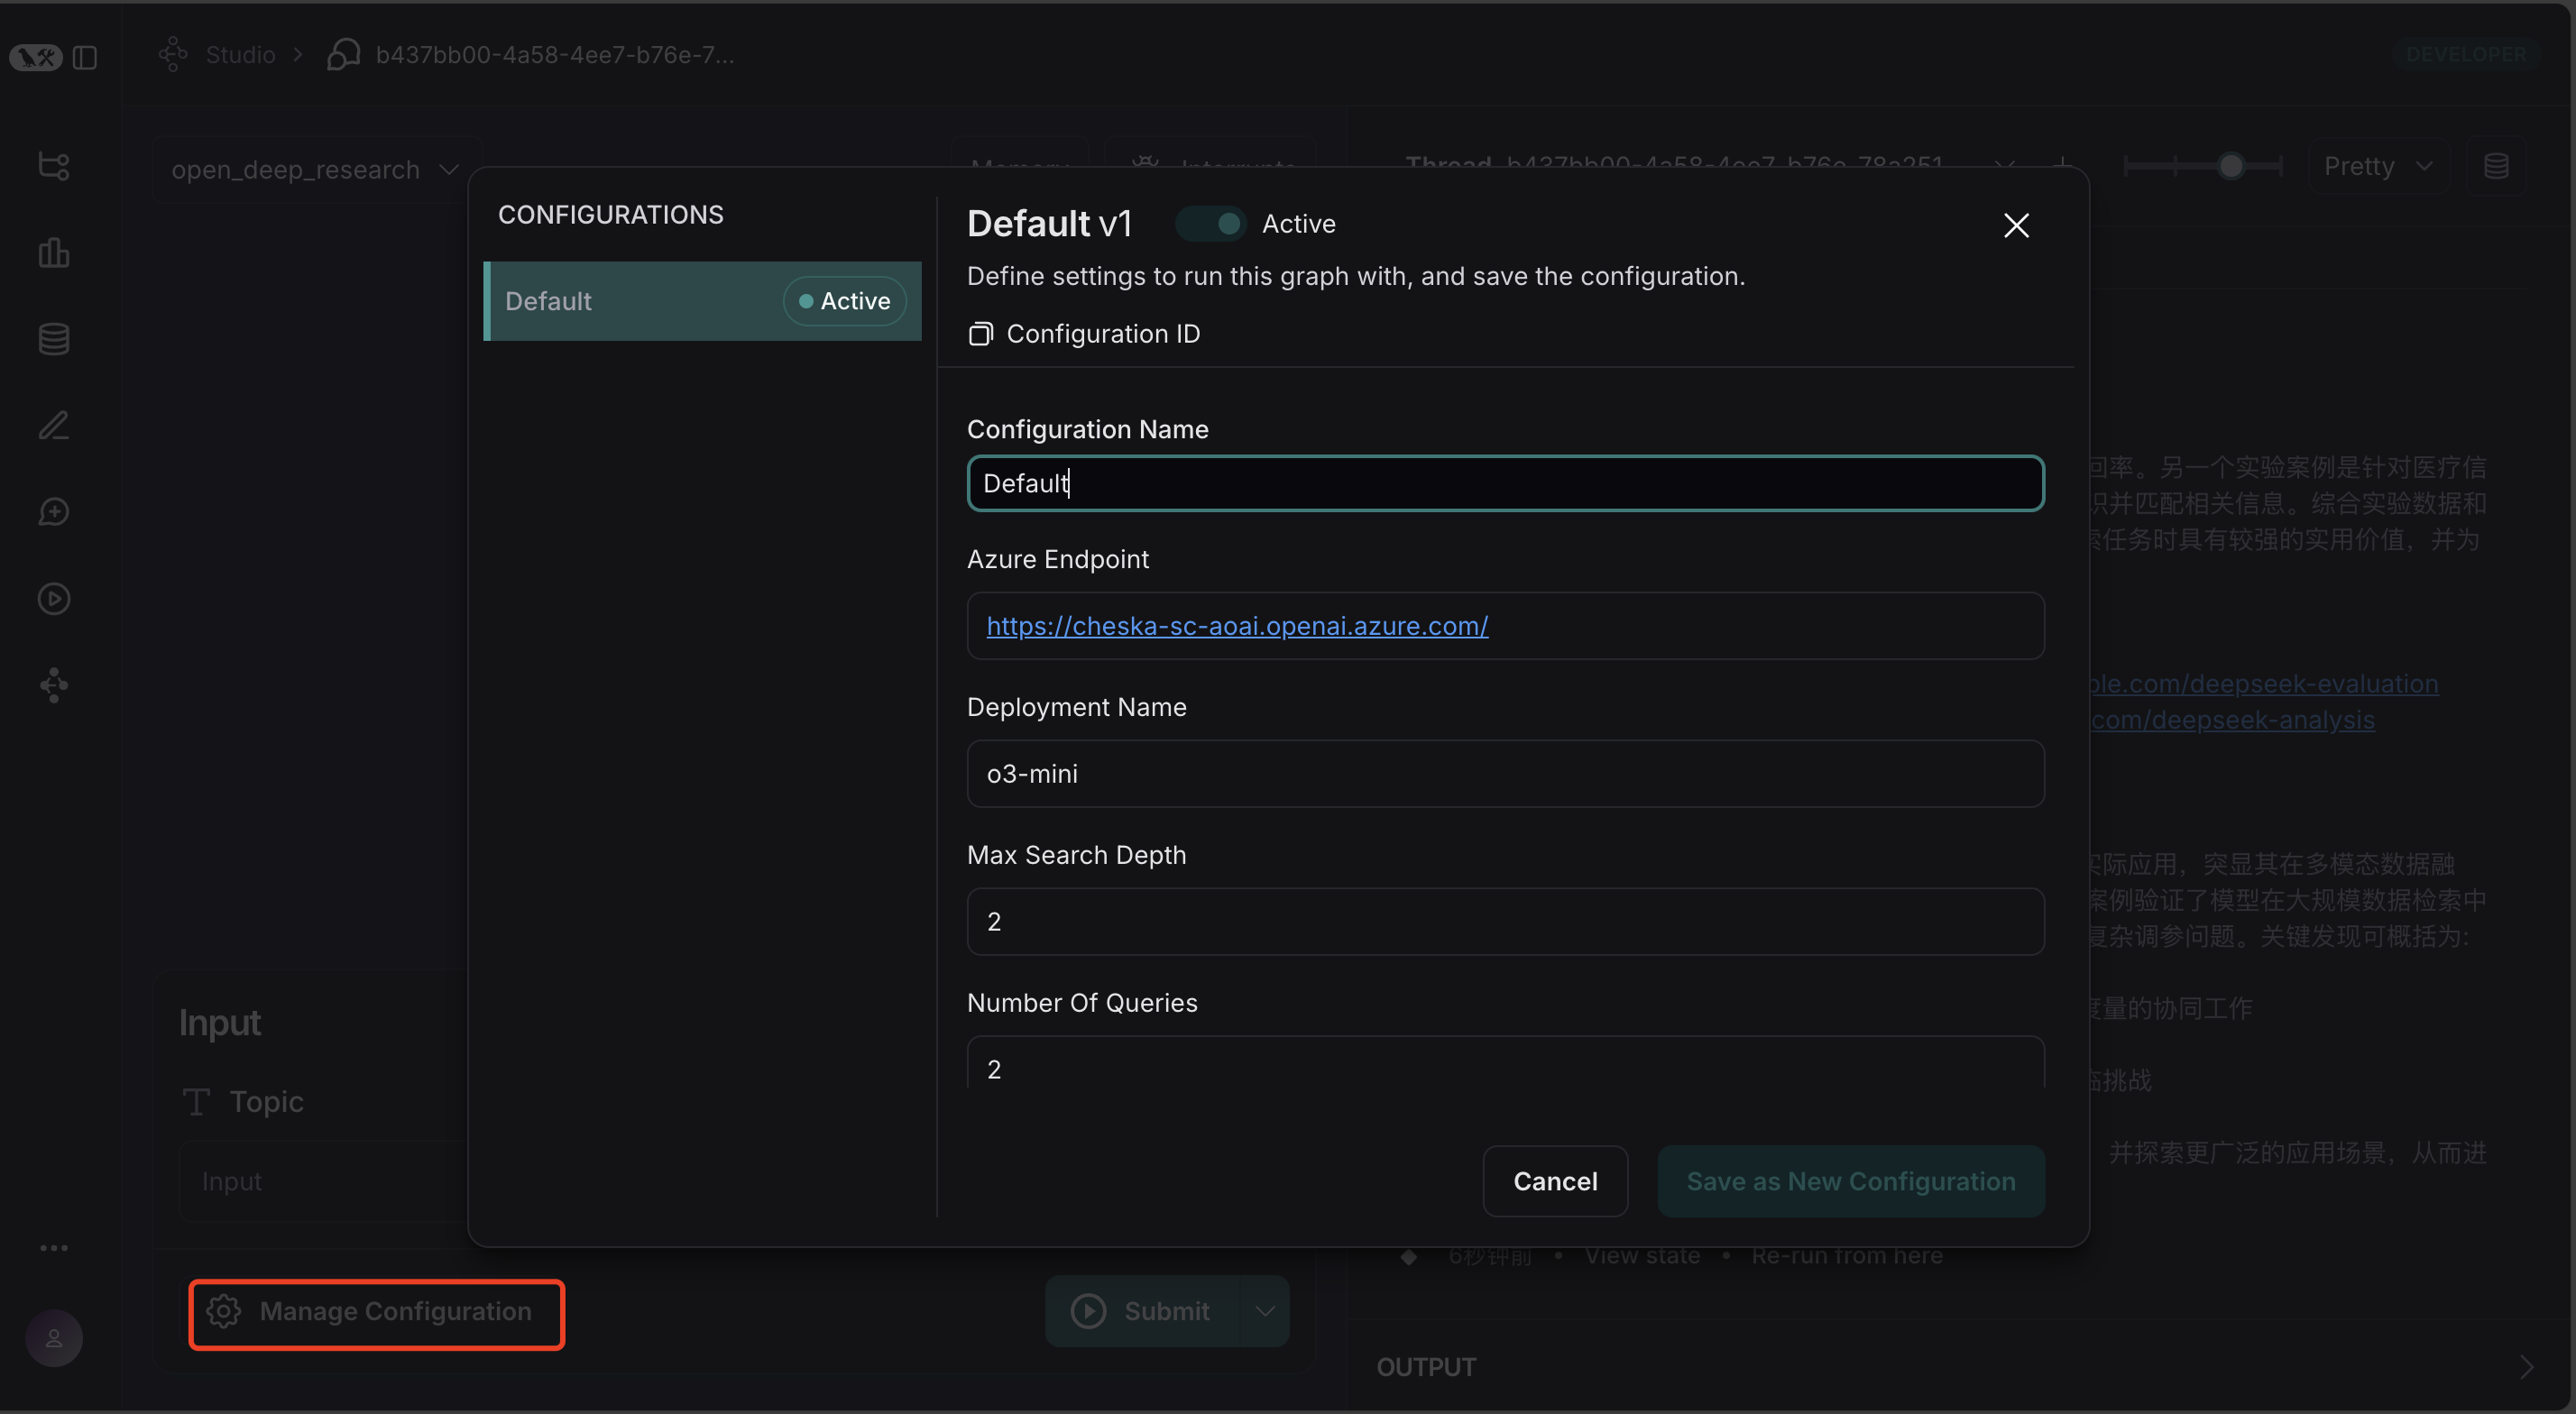 Studio
b437bb00-4a58-4ee7-b76e-7...
DEVELOPER
open_deep_research
Memory
Interrupts
Thread b437bb00-4a58-4ee7-b76e-78a251
Pretty
CONFIGURATIONS
Default
Active
Default v1
Active
Define settings to run this graph with, and save the configuration.
Configuration ID
Configuration Name
Default
Azure Endpoint
https://cheska-sc-aoai.openai.azure.com/
Deployment Name
o3-mini
Max Search Depth
2
Number Of Queries
2
Cancel
Save as New Configuration
回率。另一个实验案例是针对医疗信
并匹配相关信息。综合实验数据和
任务时具有较强的实用价值，并为
ble.com/deepseek-evaluation
com/deepseek-analysis
实际应用，突显其在多模态数据融
案例验证了模型在大规模数据检索中
复杂调参问题。关键发现可概括为:
度量的协同工作
临挑战
并探索更广泛的应用场景，从而进
Input
Topic
Input
Manage Configuration
Submit
6秒钟前 • View state • Re-run from here
OUTPUT